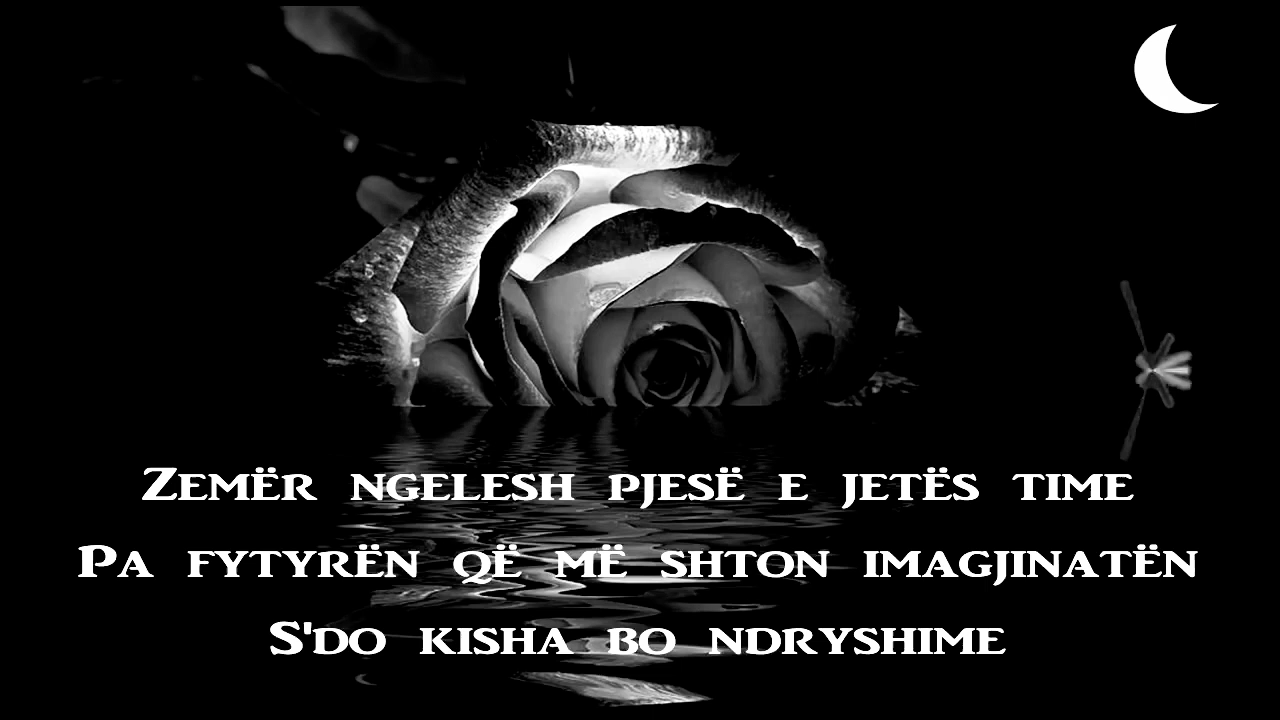 Zemër ngelesh pjesë e jetës time
Pa fytyrën që më shton imagjinatën
S'do kisha bo ndryshime